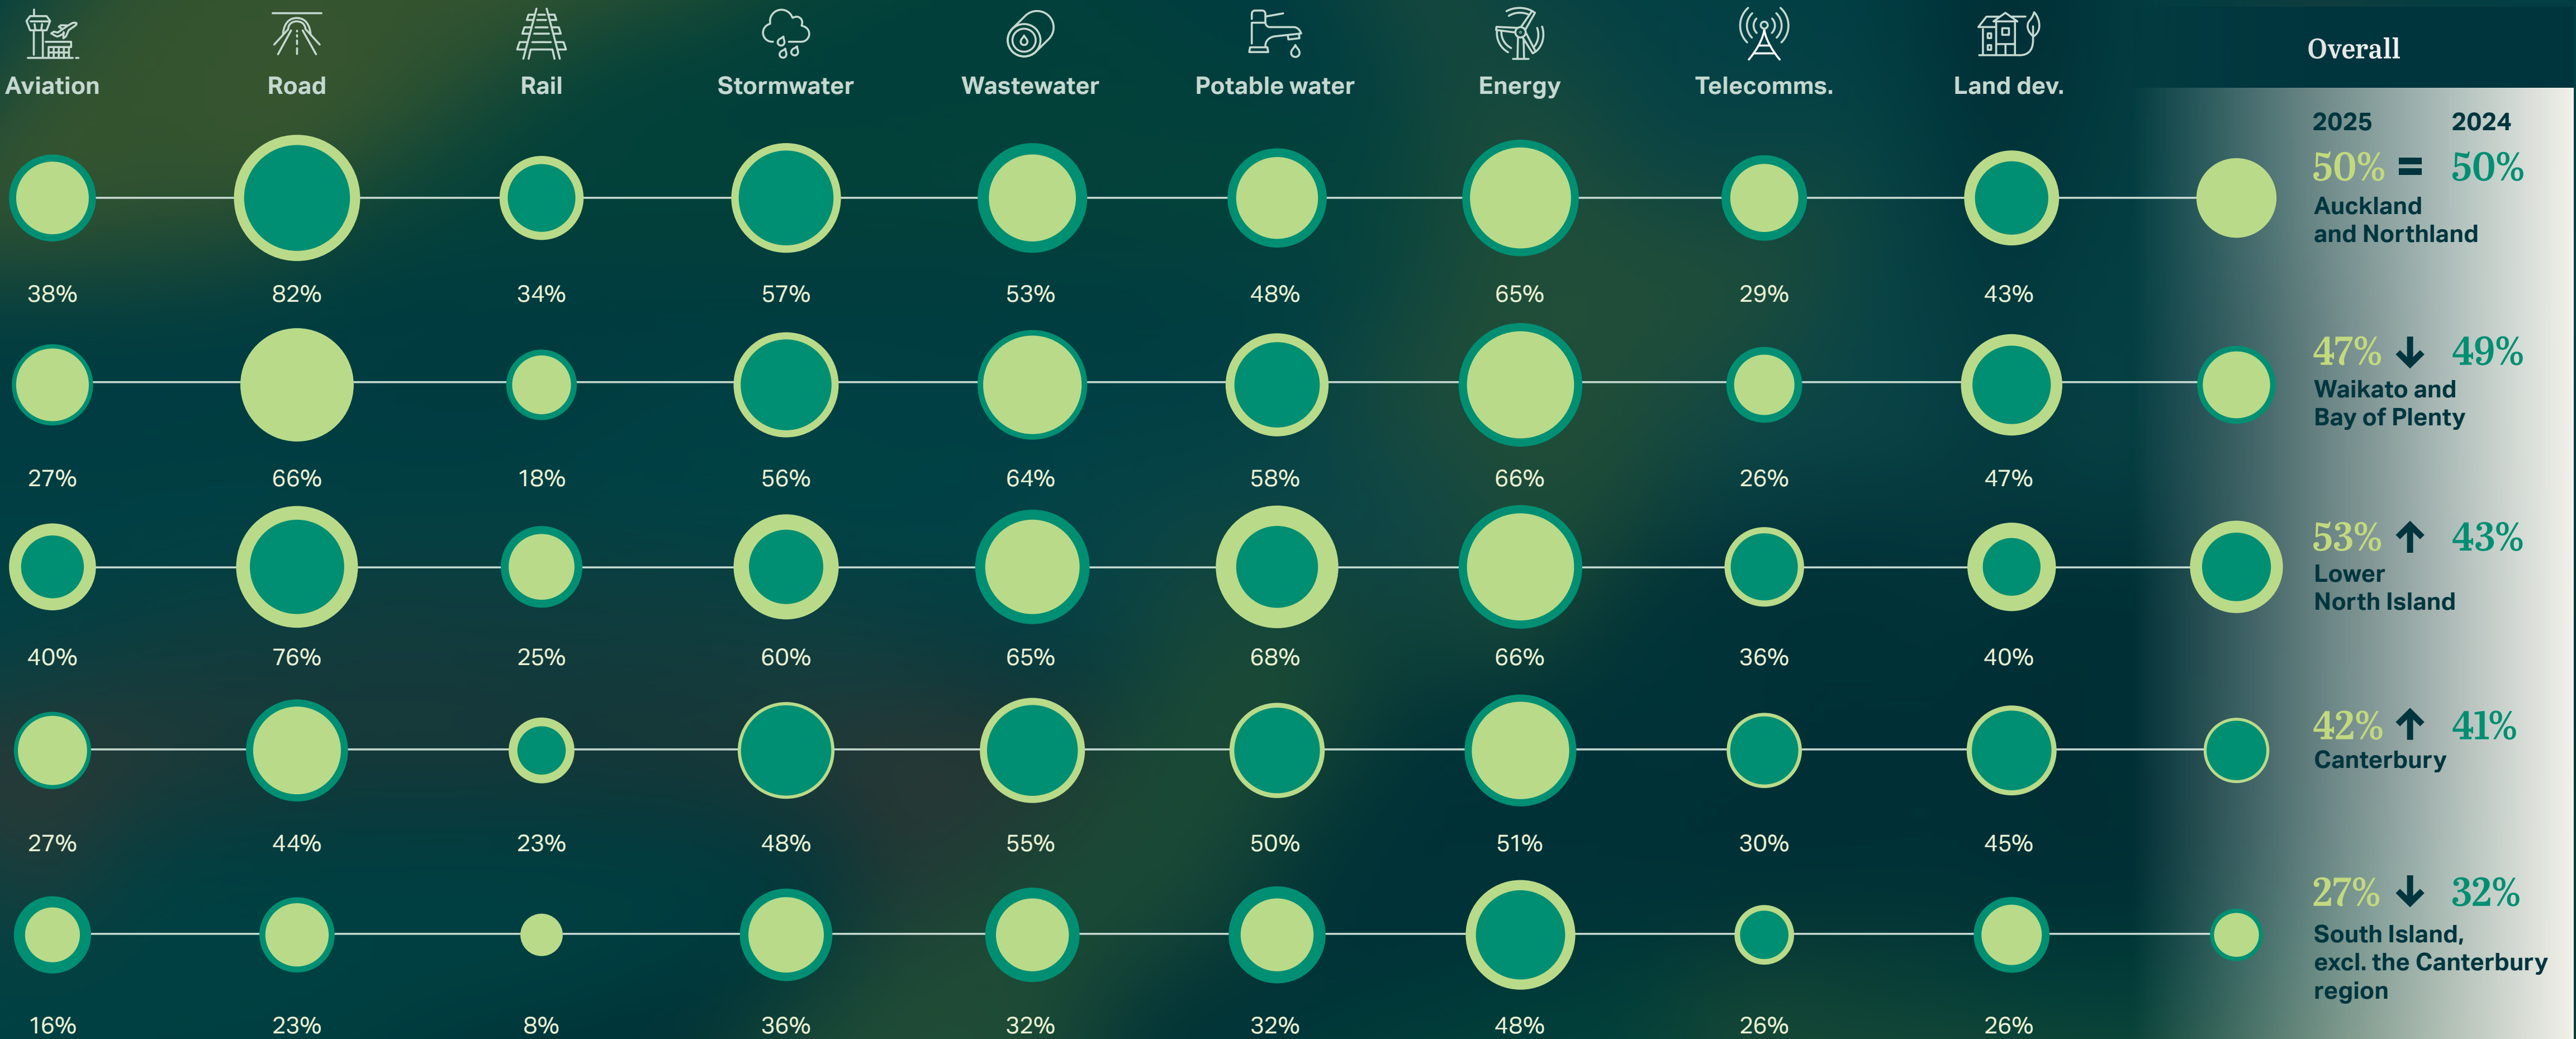 Aviation Road Rail Stormwater Wastewater Potable water Energy Telecomms. Land dev. Overall
2025 2024
50% = 50%
Auckland
and Northland
38% 82% 34% 57% 53% 48% 65% 29% 43%
47% ↓ 49%
Waikato and
Bay of Plenty
27% 66% 18% 56% 64% 58% 66% 26% 47%
53% ↑ 43%
Lower
North Island
40% 76% 25% 60% 65% 68% 66% 36% 40%
42% ↑ 41%
Canterbury
27% 44% 23% 48% 55% 50% 51% 30% 45%
27% ↓ 32%
South Island,
excl. the Canterbury
region
16% 23% 8% 36% 32% 32% 48% 26% 26%